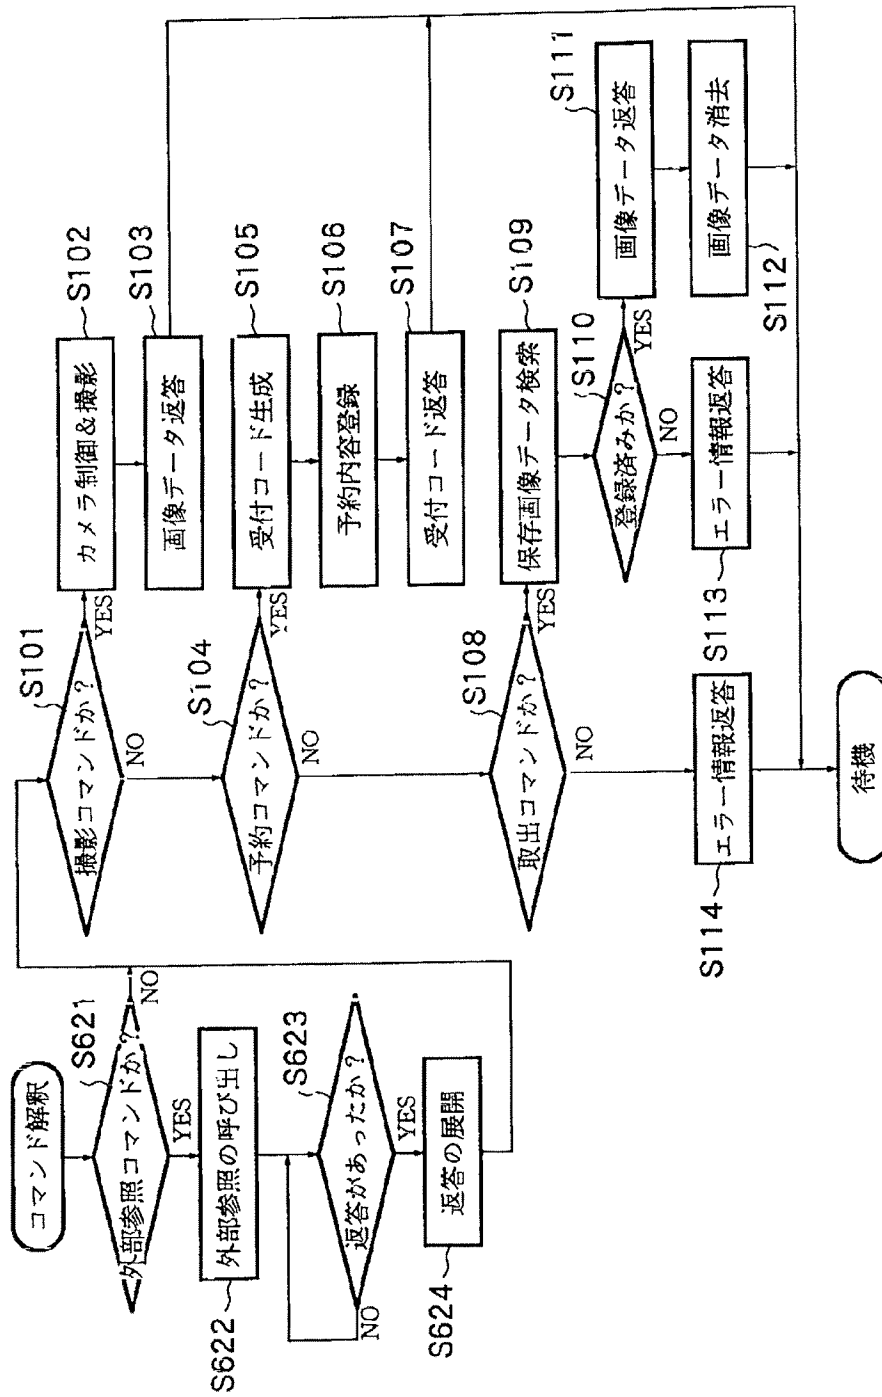 コマンド解釈
S621
外部参照コマンドか?
NO
YES
S622
外部参照の呼び出し
S623
返答があったか?
NO
YES
S624
返答の展開
S101
撮影コマンドか?
YES
NO
S102
カメラ制御&撮影
S103
画像データ返答
S104
予約コマンドか?
YES
NO
S105
受付コード生成
S106
予約内容登録
S107
受付コード返答
S108
取出コマンドか?
YES
NO
S109
保存画像データ検索
S110
登録済みか?
YES
NO
S111
画像データ返答
S112
画像データ消去
S113
エラー情報返答
S114
エラー情報返答
待機